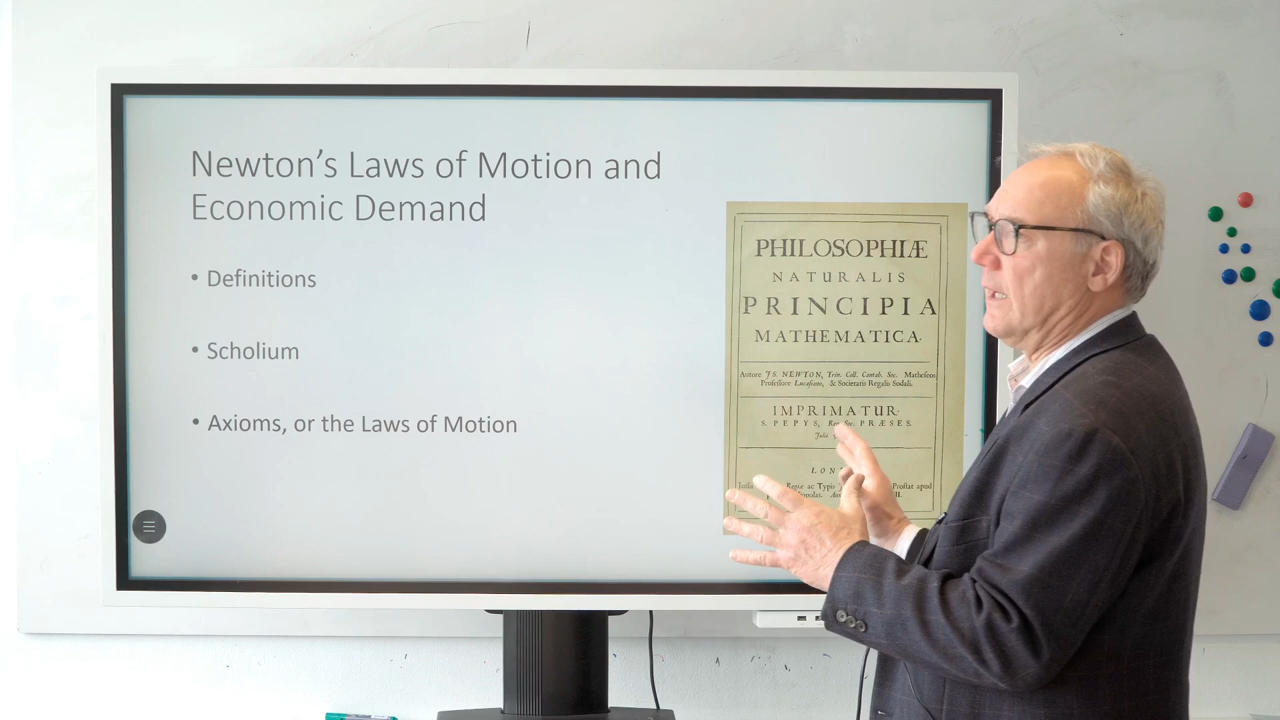 Newton's Laws of Motion and
Economic Demand
• Definitions
• Scholium
• Axioms, or the Laws of Motion
PHILOSOPHIÆ
NATURALIS
PRINCIPIA
MATHEMATICA.
Autore JS. NEWTON, Trin. Coll. Cantab. Soc. Matheseos
Professore Lucasiano, & Societatis Regalis Sodali.
IMPRIMATUR.
S. PEPYS, Reg. Soc. PRÆSES.